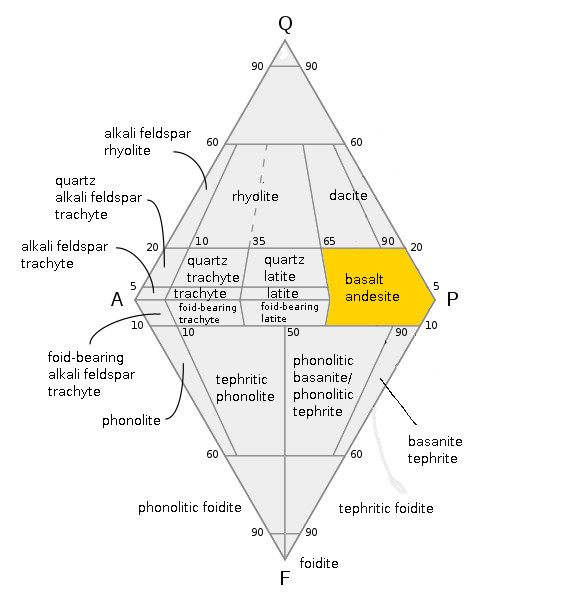 Q
90 90
alkali feldspar
rhyolite
60 60
quartz
alkali feldspar
trachyte
rhyolite
dacite
alkali feldspar
trachyte
20 10 35 65 90 20
quartz
trachyte
quartz
latite
basalt
andesite
5 5
trachyte
latite
A P
foid-bearing
trachyte
foid-bearing
latite
10 10 50 90 10
foid-bearing
alkali feldspar
trachyte
phonolite
tephritic
phonolite
phonolitic
basanite/
phonolitic
tephrite
basanite
tephrite
60 60
phonolitic foidite
tephritic foidite
90 90
foidite
F